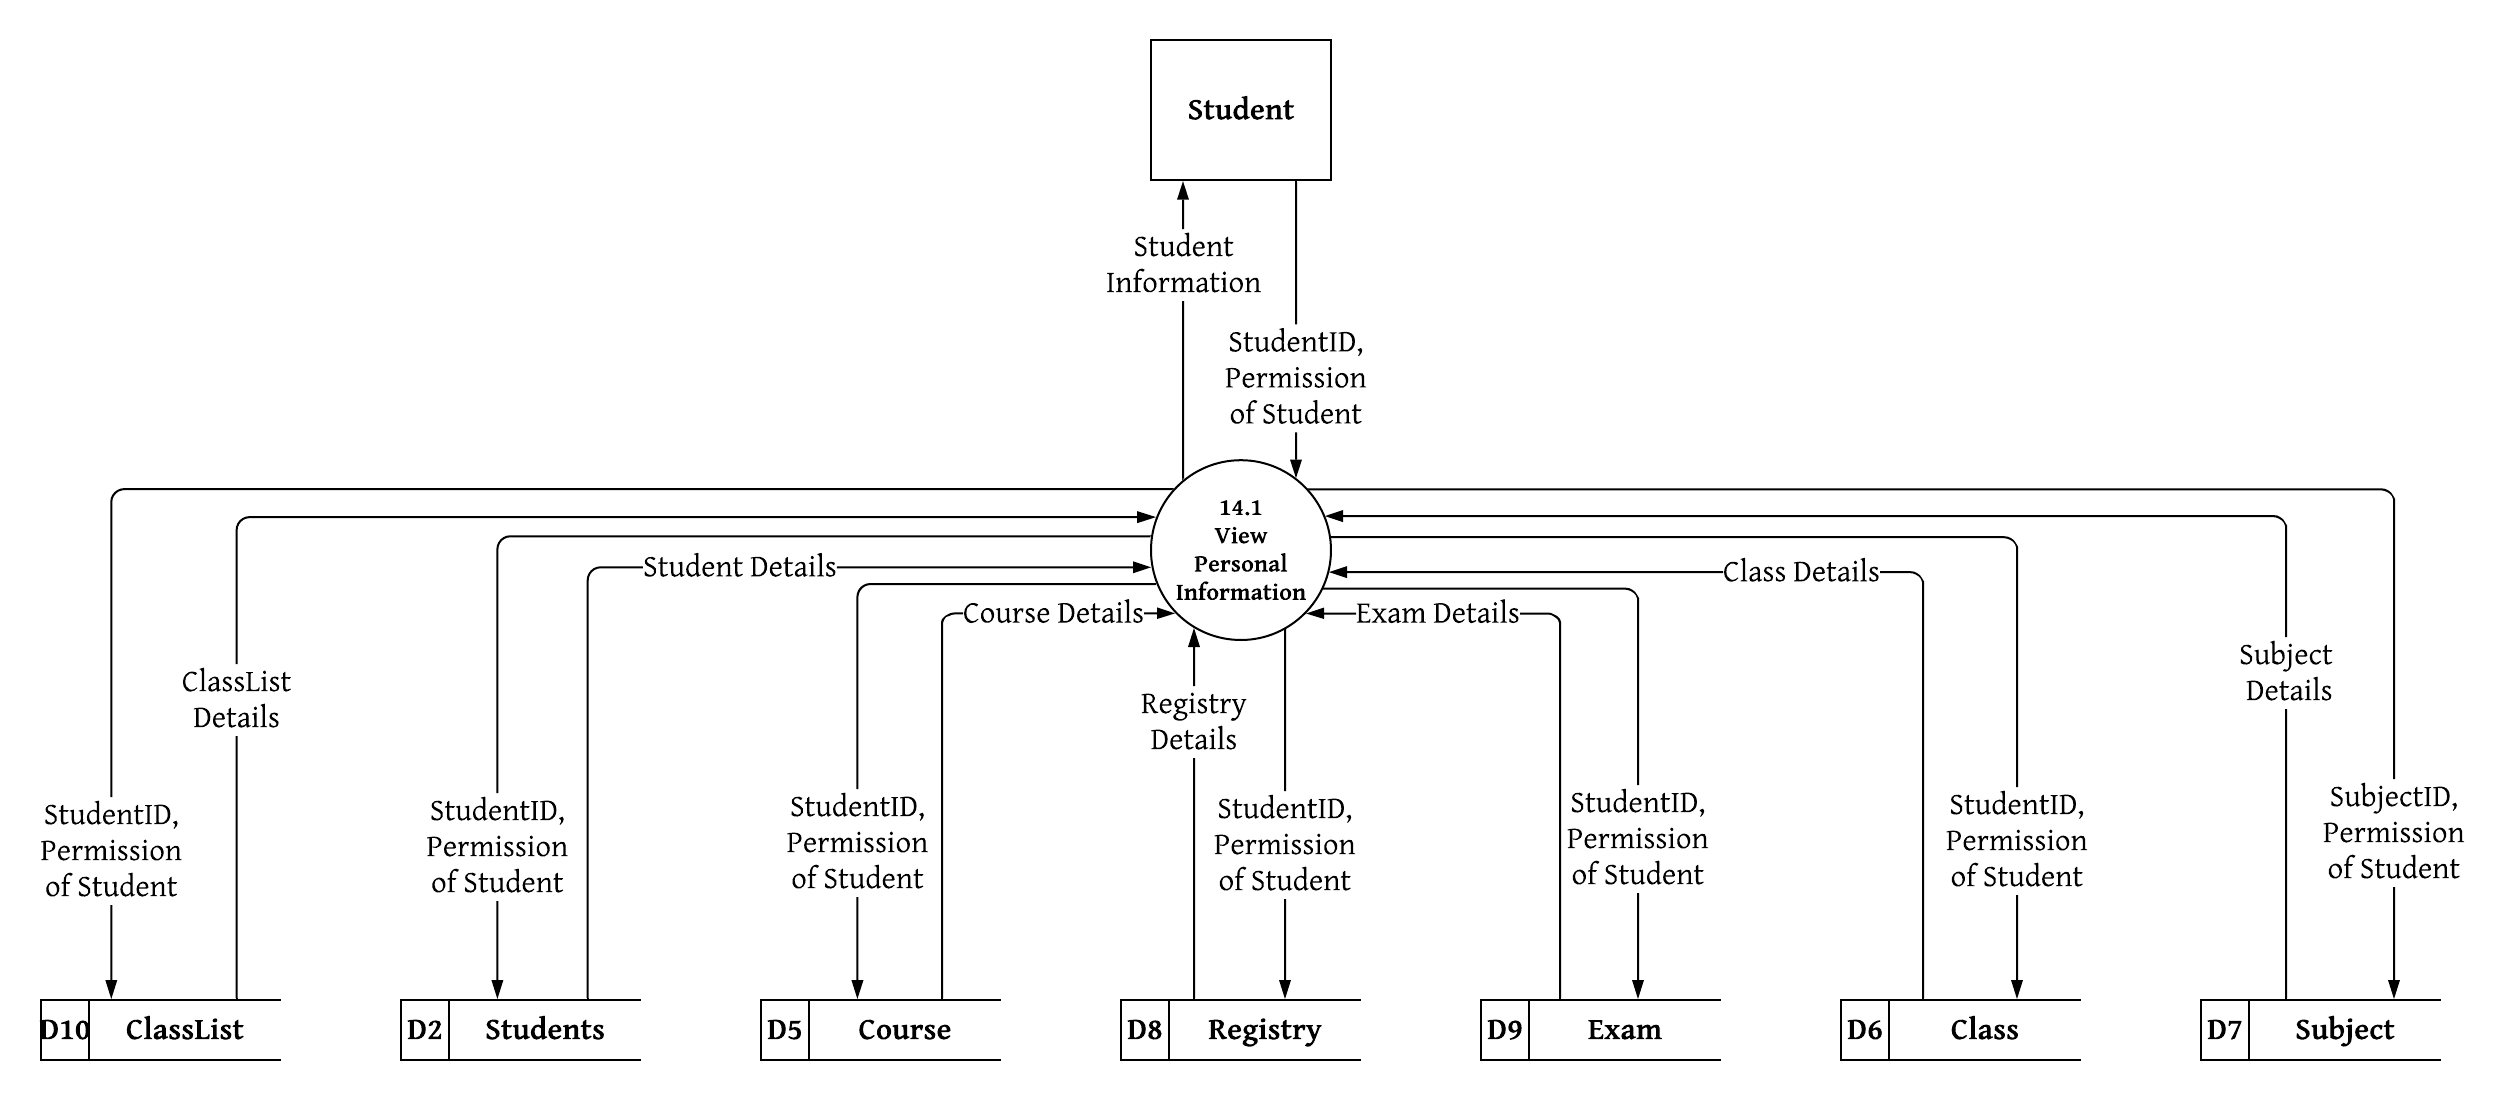 Student
Student
Information
StudentID,
Permission
of Student
14.1
View
Personal
Information
Student Details
Class Details
Course Details
Exam Details
ClassList
Details
Registry
Details
Subject
Details
StudentID,
Permission
of Student
StudentID,
Permission
of Student
StudentID,
Permission
of Student
StudentID,
Permission
of Student
StudentID,
Permission
of Student
StudentID,
Permission
of Student
SubjectID,
Permission
of Student
D10 ClassList
D2 Students
D5 Course
D8 Registry
D9 Exam
D6 Class
D7 Subject